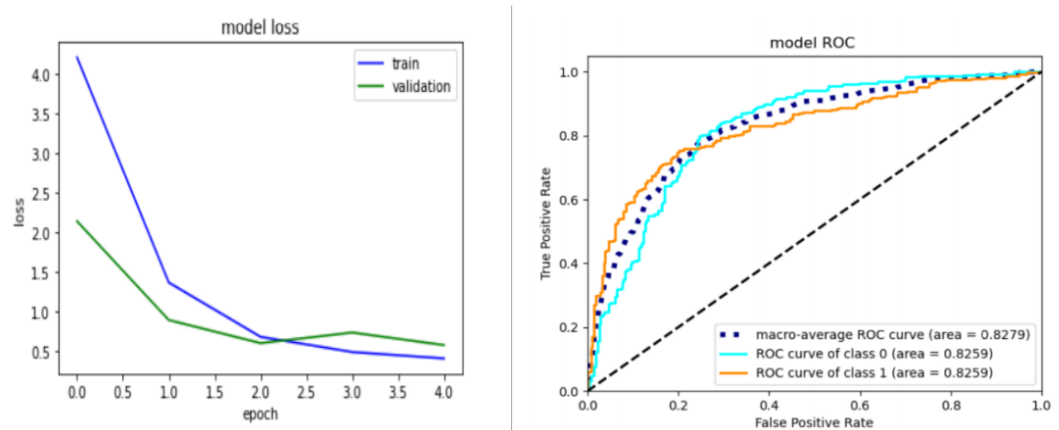 model loss
train
validation
4.0
3.5
3.0
2.5
2.0
1.5
1.0
0.5
loss
0.0 0.5 1.0 1.5 2.0 2.5 3.0 3.5 4.0
epoch
model ROC
1.0
0.8
0.6
0.4
0.2
0.0
True Positive Rate
macro-average ROC curve (area = 0.8279)
ROC curve of class 0 (area = 0.8259)
ROC curve of class 1 (area = 0.8259)
0.0 0.2 0.4 0.6 0.8 1.0
False Positive Rate